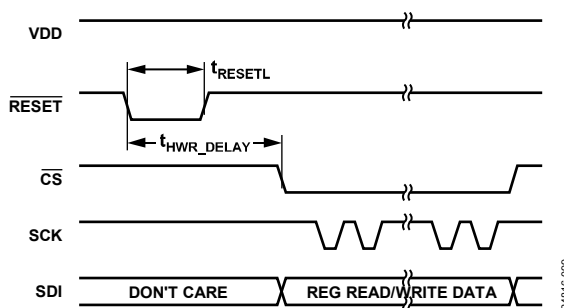 VDD
tRESETL
RESET
tHWR_DELAY
CS
SCK
SDI
DON'T CARE
REG READ/WRITE DATA